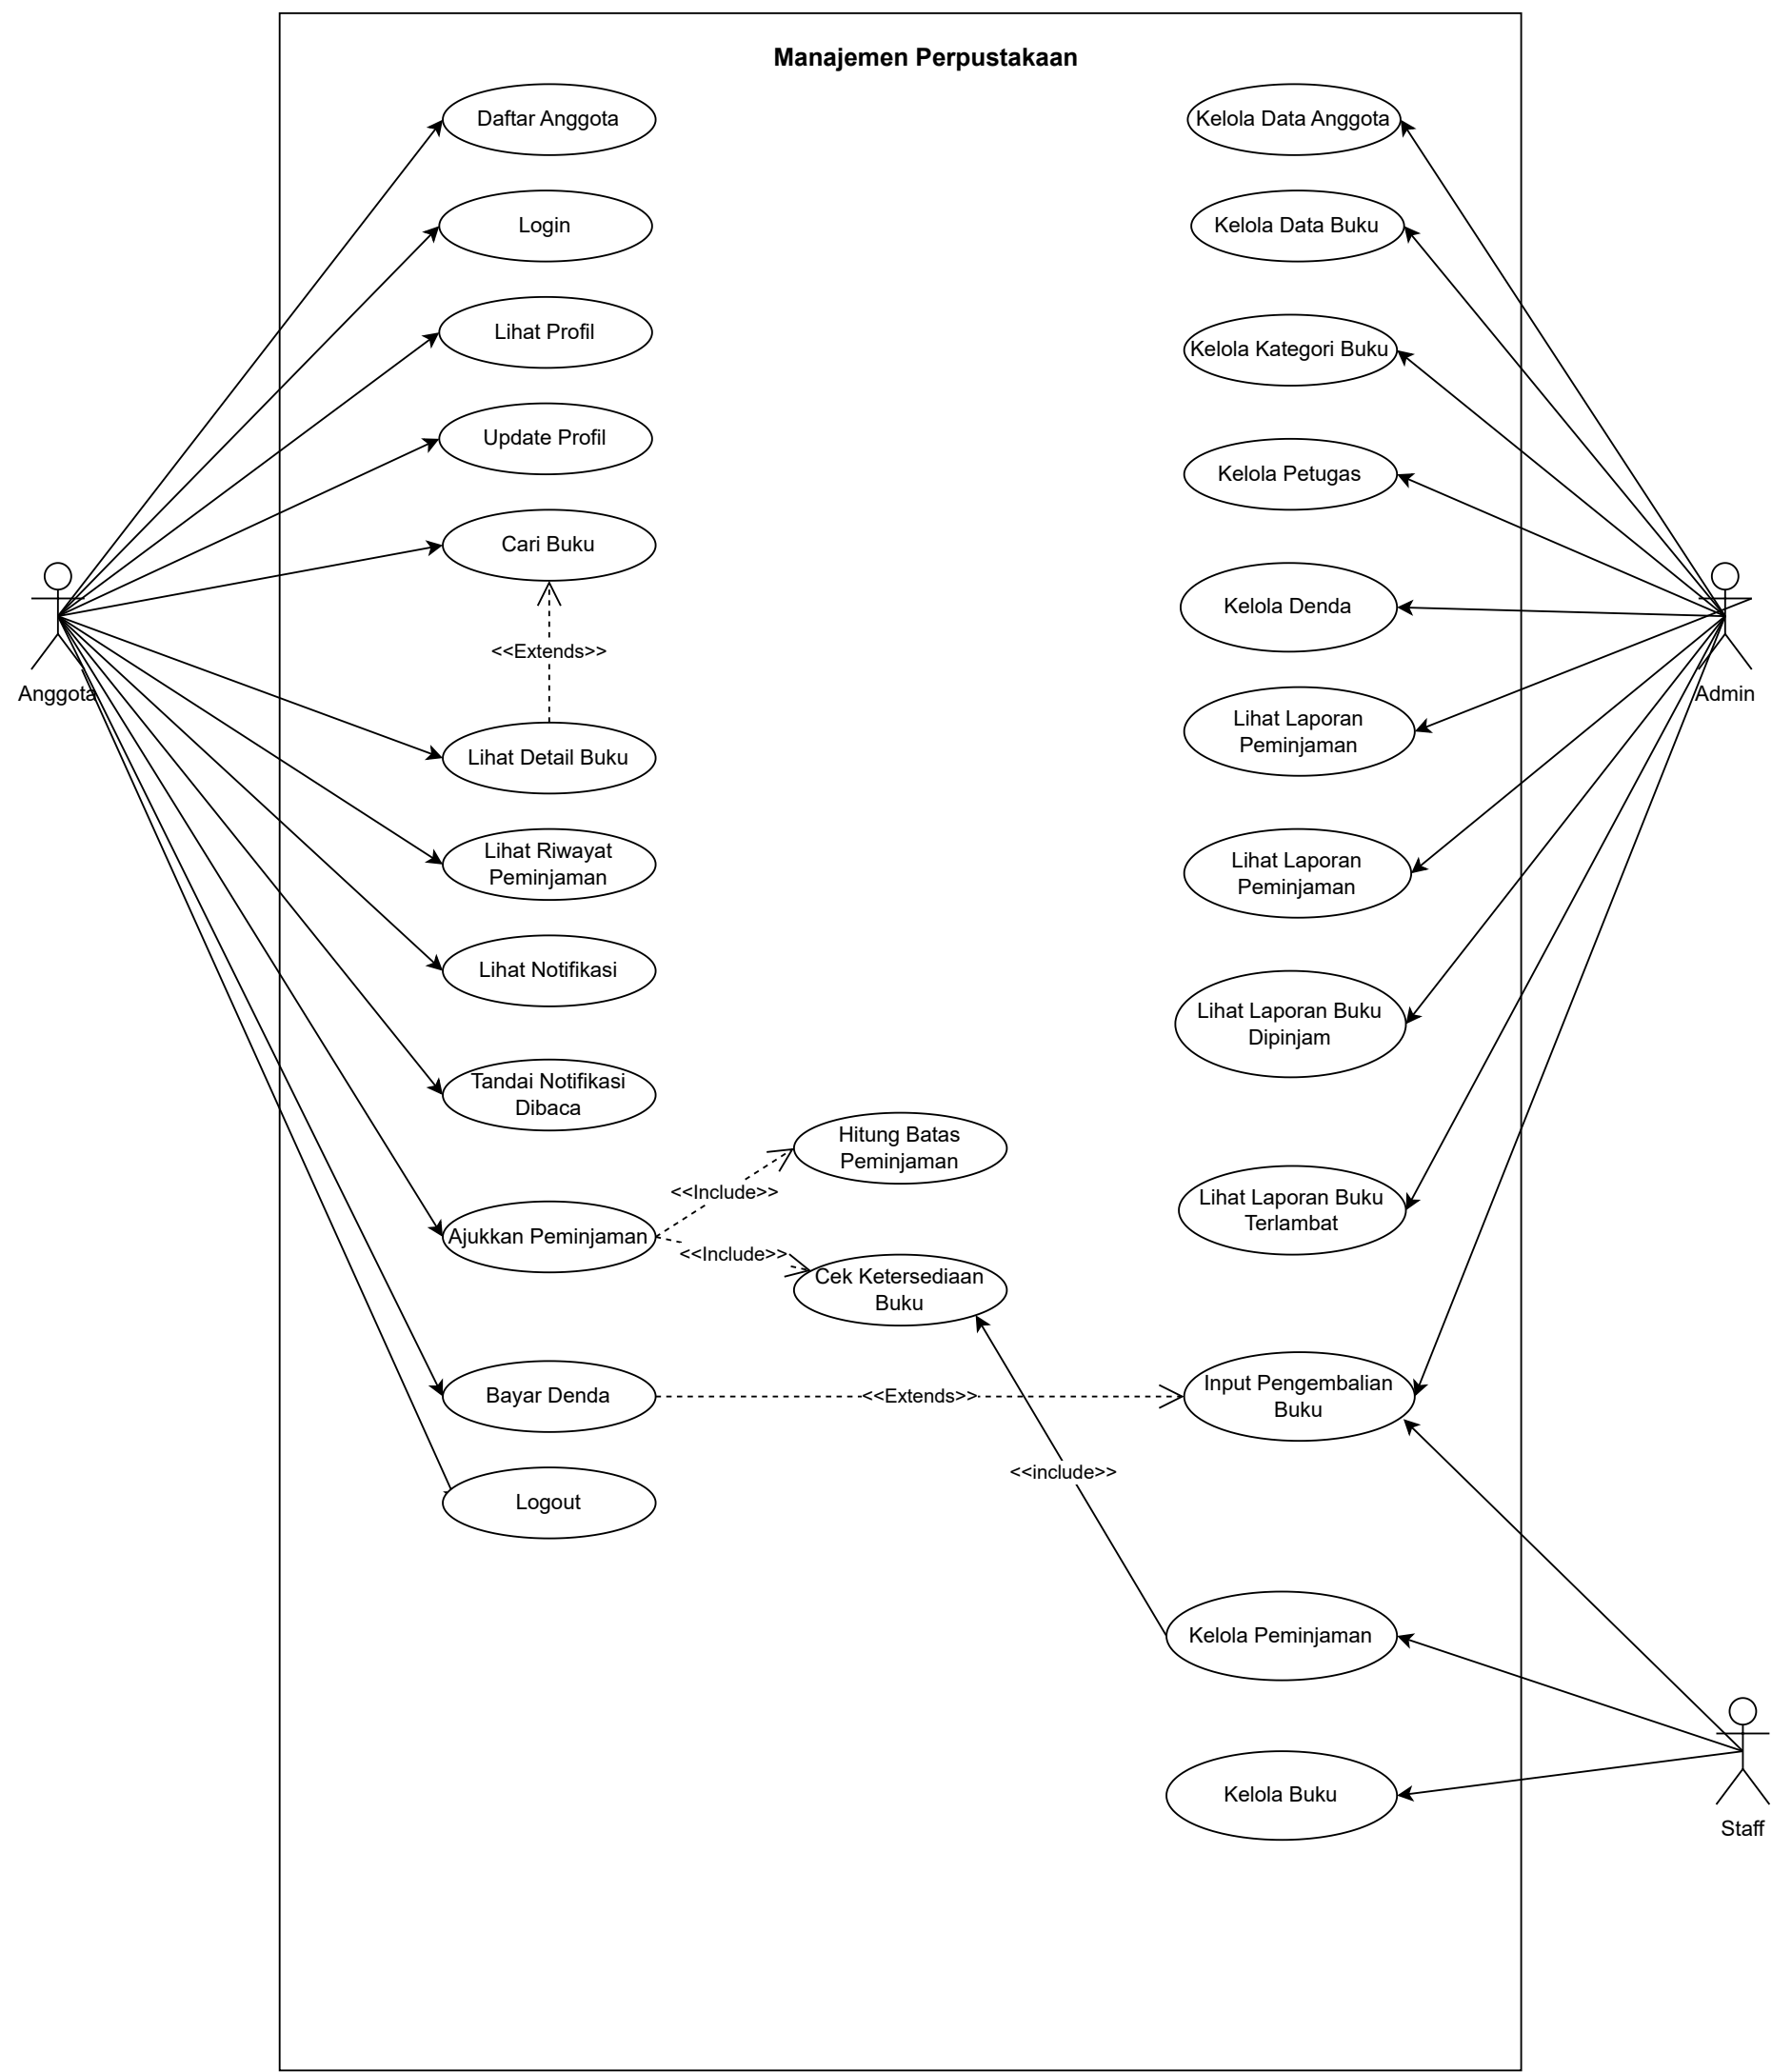 Manajemen Perpustakaan
Daftar Anggota
Login
Lihat Profil
Update Profil
Cari Buku
<<Extends>>
Lihat Detail Buku
Lihat Riwayat
Peminjaman
Lihat Notifikasi
Tandai Notifikasi
Dibaca
Ajukkan Peminjaman
Bayar Denda
Logout
Anggota
<<Include>>
<<Include>>
Hitung Batas
Peminjaman
Cek Ketersediaan
Buku
<<Extends>>
<<include>>
Kelola Data Anggota
Kelola Data Buku
Kelola Kategori Buku
Kelola Petugas
Kelola Denda
Lihat Laporan
Peminjaman
Lihat Laporan
Peminjaman
Lihat Laporan Buku
Dipinjam
Lihat Laporan Buku
Terlambat
Input Pengembalian
Buku
Kelola Peminjaman
Kelola Buku
Admin
Staff